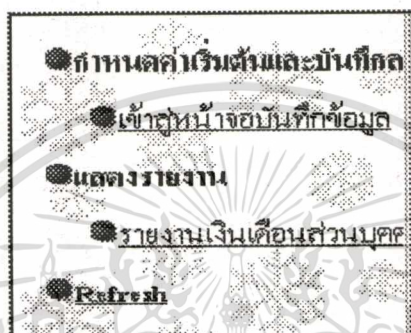 กำหนดค่าเริ่มต้นและบันทึกล
เข้าสู่หน้าจอบันทึกข้อมูล
แสดงรายงาน
รายงานเงินเดือนส่วนบุคค
Refresh